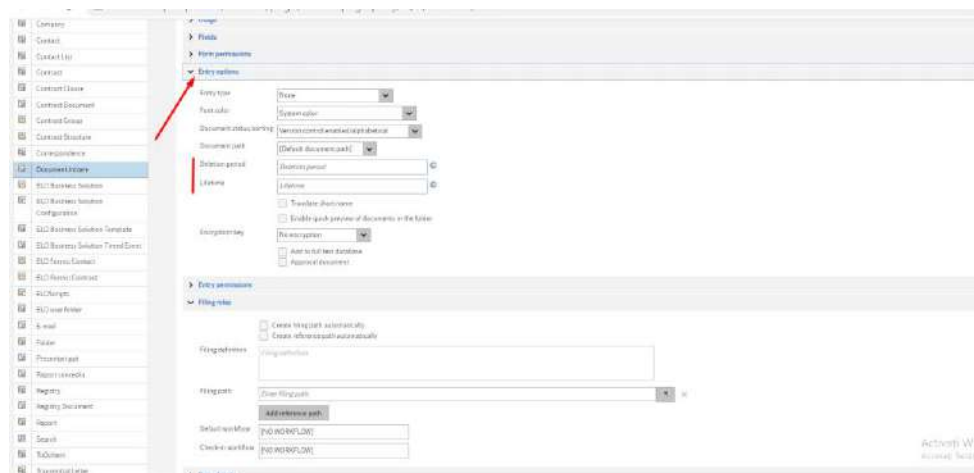 Company
Contact
Contact List
Contract
Contract Clause
Contract Document
Contract Group
Contract Structure
Correspondence
ELO Business Solution
ELO Business Solution
Configuration
ELO Business Solution Template
ELO Business Solution Timed Event
ELO Forms Contact
ELO Forms Contract
ELOScripts
ELO user folder
E-mail
Folder
Registry
Registry Document
Report
Search
Fields
Form permissions
Entry options
Entry type
None
Font color
System color
Document status/sorting
Version control enabled/alphabetical
Document path
[Default document path]
Deletion period
Deletion period
Lifetime
Lifetime
Translate short name
Enable quick preview of documents in the folder
Encryption key
No encryption
Add to full text database
Approval document
Entry permissions
Filing rules
Create filing path automatically
Create reference path automatically
Filing definition
Filing definition
Filing path
Enter filing path
Add reference path
Default workflow
[NO WORKFLOW]
Check-in workflow
[NO WORKFLOW]